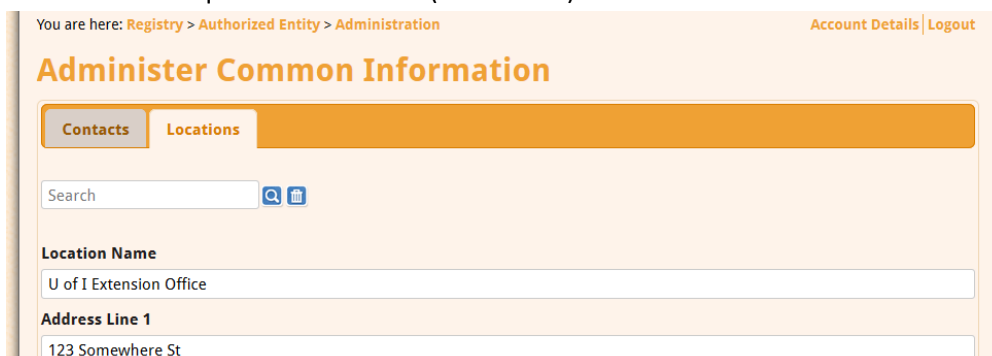 You are here: Registry > Authorized Entity > Administration
Account Details | Logout
Administer Common Information
Contacts
Locations
Search
Location Name
U of I Extension Office
Address Line 1
123 Somewhere St